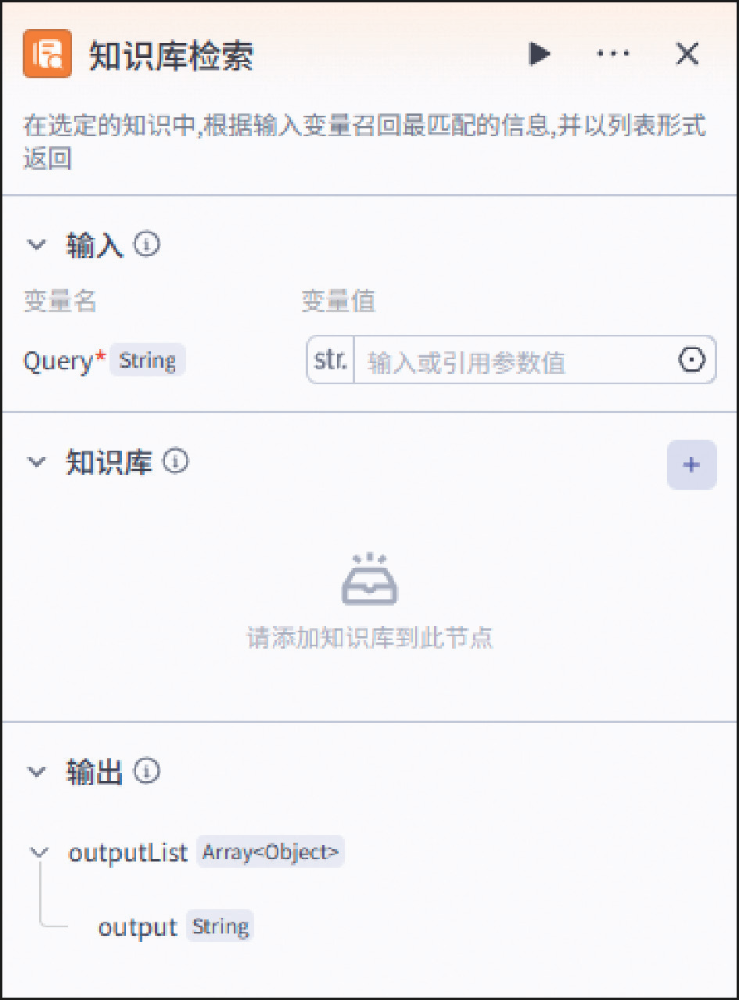 知识库检索
在选定的知识中,根据输入变量召回最匹配的信息,并以列表形式
返回
输入
变量名 变量值
Query* String str. 输入或引用参数值
知识库
+
请添加知识库到此节点
输出
outputList Array<Object>
output String